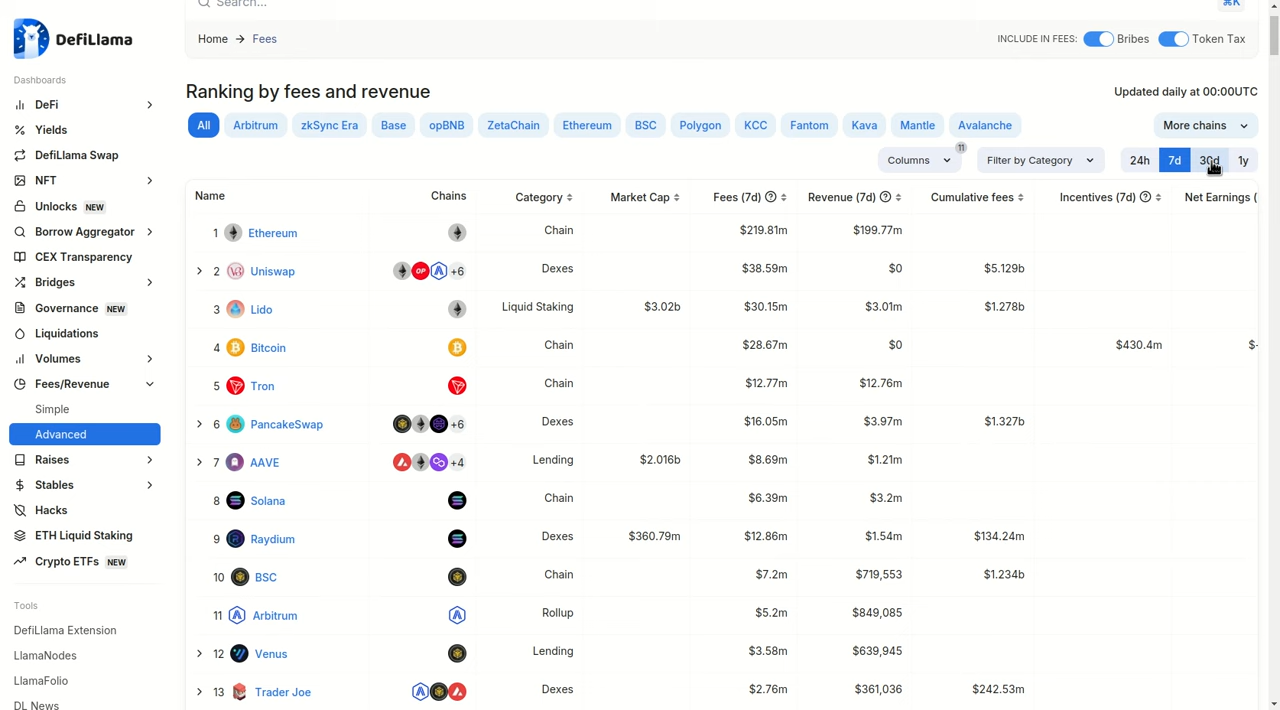 Search...
⌘K
DefiLlama
Home → Fees
INCLUDE IN FEES: Bribes Token Tax
Dashboards
DeFi
Yields
DefiLlama Swap
NFT
Unlocks NEW
Borrow Aggregator
CEX Transparency
Bridges
Governance NEW
Liquidations
Volumes
Fees/Revenue
Simple
Advanced
Raises
Stables
Hacks
ETH Liquid Staking
Crypto ETFs NEW
Tools
DefiLlama Extension
LlamaNodes
LlamaFolio
DL News
Ranking by fees and revenue
Updated daily at 00:00UTC
All Arbitrum zkSync Era Base opBNB ZetaChain Ethereum BSC Polygon KCC Fantom Kava Mantle Avalanche More chains
Columns 11 Filter by Category 24h 7d 30d 1y
Name Chains Category Market Cap Fees (7d) Revenue (7d) Cumulative fees Incentives (7d) Net Earnings (
1 Ethereum Chain $219.81m $199.77m
2 Uniswap OP +6 Dexes $38.59m $0 $5.129b
3 Lido Liquid Staking $3.02b $30.15m $3.01m $1.278b
4 Bitcoin Chain $28.67m $0 $430.4m $-
5 Tron Chain $12.77m $12.76m
6 PancakeSwap +6 Dexes $16.05m $3.97m $1.327b
7 AAVE +4 Lending $2.016b $8.69m $1.21m
8 Solana Chain $6.39m $3.2m
9 Raydium Dexes $360.79m $12.86m $1.54m $134.24m
10 BSC Chain $7.2m $719,553 $1.234b
11 Arbitrum Rollup $5.2m $849,085
12 Venus Lending $3.58m $639,945
13 Trader Joe Dexes $2.76m $361,036 $242.53m